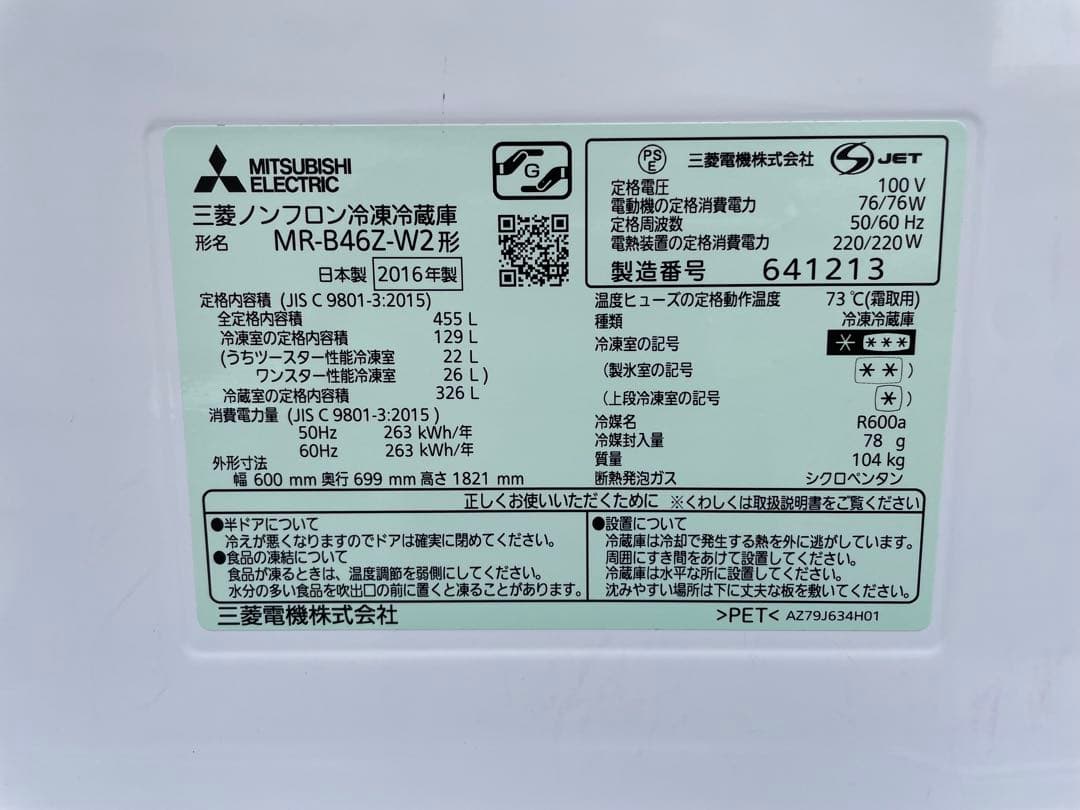 MITSUBISHI
ELECTRIC
G
三菱ノンフロン冷凍冷蔵庫
形名 MR-B46Z-W2形
日本製 2016年製
PSE 三菱電機株式会社 JET
定格電圧 100 V
電動機の定格消費電力 76/76W
定格周波数 50/60 Hz
電熱装置の定格消費電力 220/220W
製造番号 641213
定格内容積 (JIS C 9801-3:2015)
全定格内容積 455 L
冷凍室の定格内容積 129 L
(うちツースター性能冷凍室 22 L
ワンスター性能冷凍室 26 L )
冷蔵室の定格内容積 326 L
消費電力量 (JIS C 9801-3:2015 )
50Hz 263 kWh/年
60Hz 263 kWh/年
外形寸法
幅 600 mm 奥行 699 mm 高さ 1821 mm
温度ヒューズの定格動作温度 73 ℃(霜取用)
種類 冷凍冷蔵庫
冷凍室の記号 * ***
(製氷室の記号 ** )
(上段冷凍室の記号 * )
冷媒名 R600a
冷媒封入量 78 g
質量 104 kg
断熱発泡ガス シクロペンタン
正しくお使いいただくために ※くわしくは取扱説明書をご覧ください
●半ドアについて
冷えが悪くなりますのでドアは確実に閉めてください。
●食品の凍結について
食品が凍るときは、温度調節を弱側にしてください。
水分の多い食品を吹出口の前に置くと凍ることがあります。
●設置について
冷蔵庫は冷却で発生する熱を外に逃がしています。
周囲にすき間をあけて設置してください。
冷蔵庫は水平な所に設置してください。
沈みやすい場所は下に丈夫な板を敷いてください。
三菱電機株式会社
>PET< AZ79J634H01